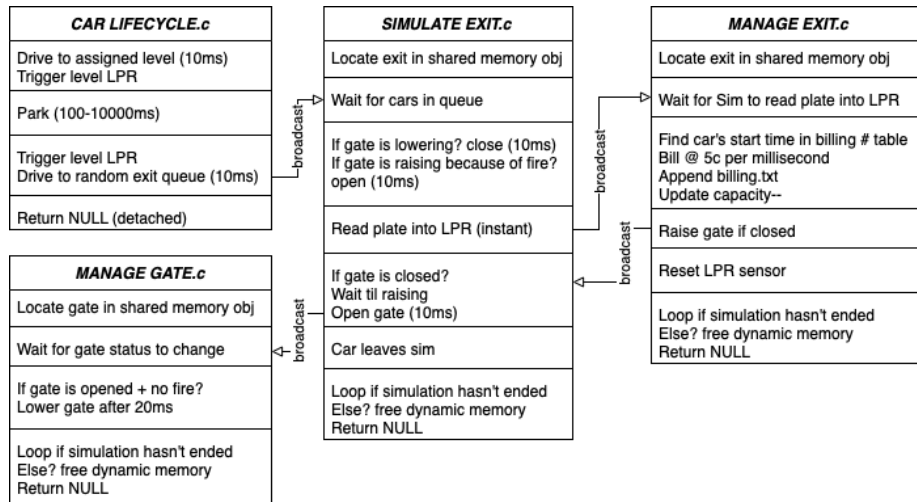 CAR LIFECYCLE.c
Drive to assigned level (10ms)
Trigger level LPR
Park (100-10000ms)
Trigger level LPR
Drive to random exit queue (10ms)
Return NULL (detached)
MANAGE GATE.c
Locate gate in shared memory obj
Wait for gate status to change
If gate is opened + no fire?
Lower gate after 20ms
Loop if simulation hasn't ended
Else? free dynamic memory
Return NULL
broadcast
broadcast
SIMULATE EXIT.c
Locate exit in shared memory obj
Wait for cars in queue
If gate is lowering? close (10ms)
If gate is raising because of fire?
open (10ms)
Read plate into LPR (instant)
If gate is closed?
Wait til raising
Open gate (10ms)
Car leaves sim
Loop if simulation hasn't ended
Else? free dynamic memory
Return NULL
broadcast
broadcast
MANAGE EXIT.c
Locate exit in shared memory obj
Wait for Sim to read plate into LPR
Find car's start time in billing # table
Bill @ 5c per millisecond
Append billing.txt
Update capacity--
Raise gate if closed
Reset LPR sensor
Loop if simulation hasn't ended
Else? free dynamic memory
Return NULL